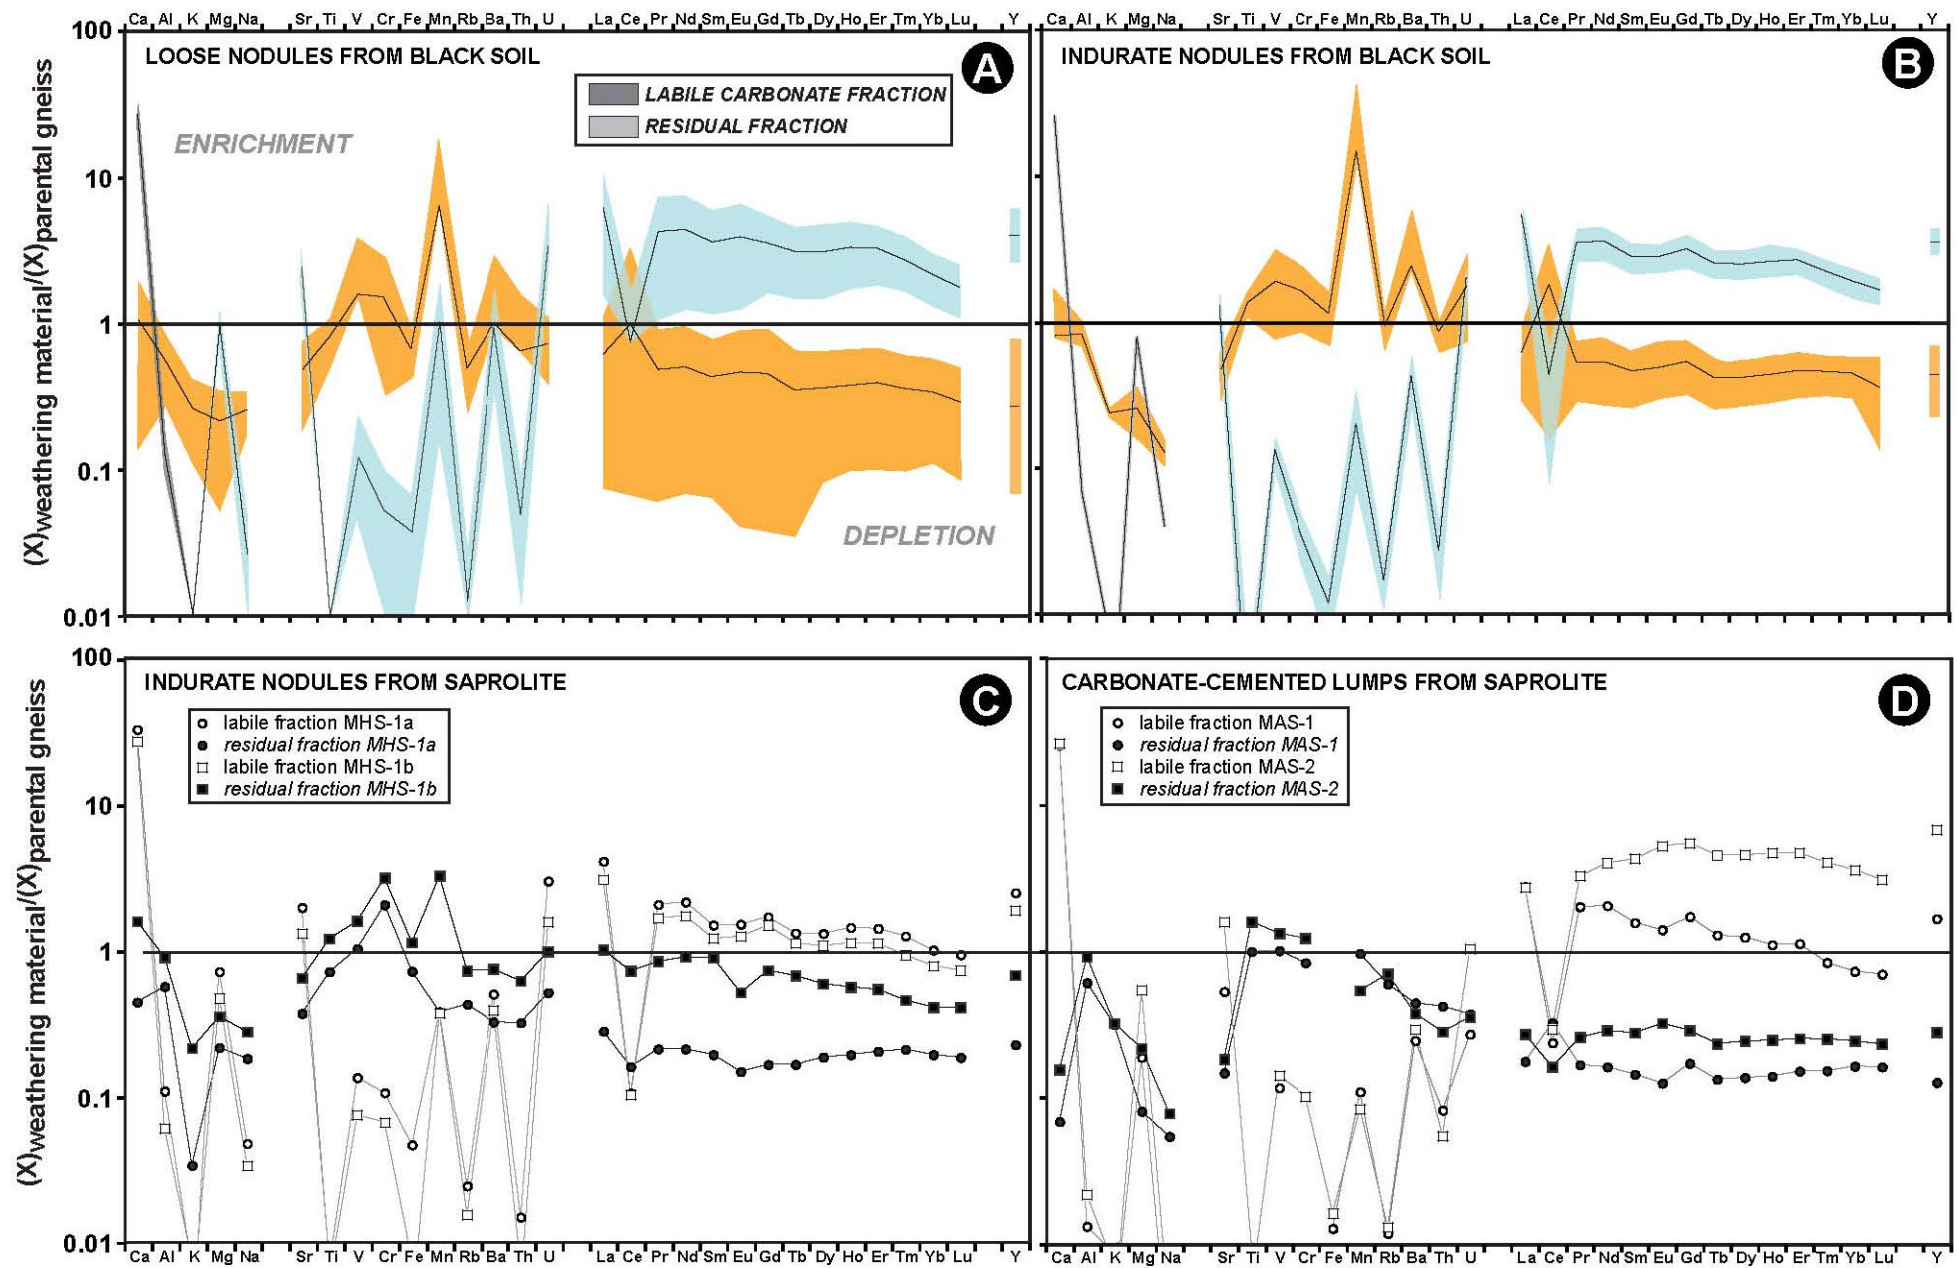 Ca Al K Mg Na Sr Ti V Cr Fe Mn Rb Ba Th U La Ce Pr Nd Sm Eu Gd Tb Dy Ho Er Tm Yb Lu Y
Ca Al K Mg Na Sr Ti V Cr Fe Mn Rb Ba Th U La Ce Pr Nd Sm Eu Gd Tb Dy Ho Er Tm Yb Lu Y
100
10
1
0.1
0.01
(X)weathering material/(X)parental gneiss
LOOSE NODULES FROM BLACK SOIL
A
LABILE CARBONATE FRACTION
RESIDUAL FRACTION
ENRICHMENT
DEPLETION
INDURATE NODULES FROM BLACK SOIL
B
100
10
1
0.1
0.01
(X)weathering material/(X)parental gneiss
INDURATE NODULES FROM SAPROLITE
C
labile fraction MHS-1a
residual fraction MHS-1a
labile fraction MHS-1b
residual fraction MHS-1b
CARBONATE-CEMENTED LUMPS FROM SAPROLITE
D
labile fraction MAS-1
residual fraction MAS-1
labile fraction MAS-2
residual fraction MAS-2
Ca Al K Mg Na Sr Ti V Cr Fe Mn Rb Ba Th U La Ce Pr Nd Sm Eu Gd Tb Dy Ho Er Tm Yb Lu Y
Ca Al K Mg Na Sr Ti V Cr Fe Mn Rb Ba Th U La Ce Pr Nd Sm Eu Gd Tb Dy Ho Er Tm Yb Lu Y